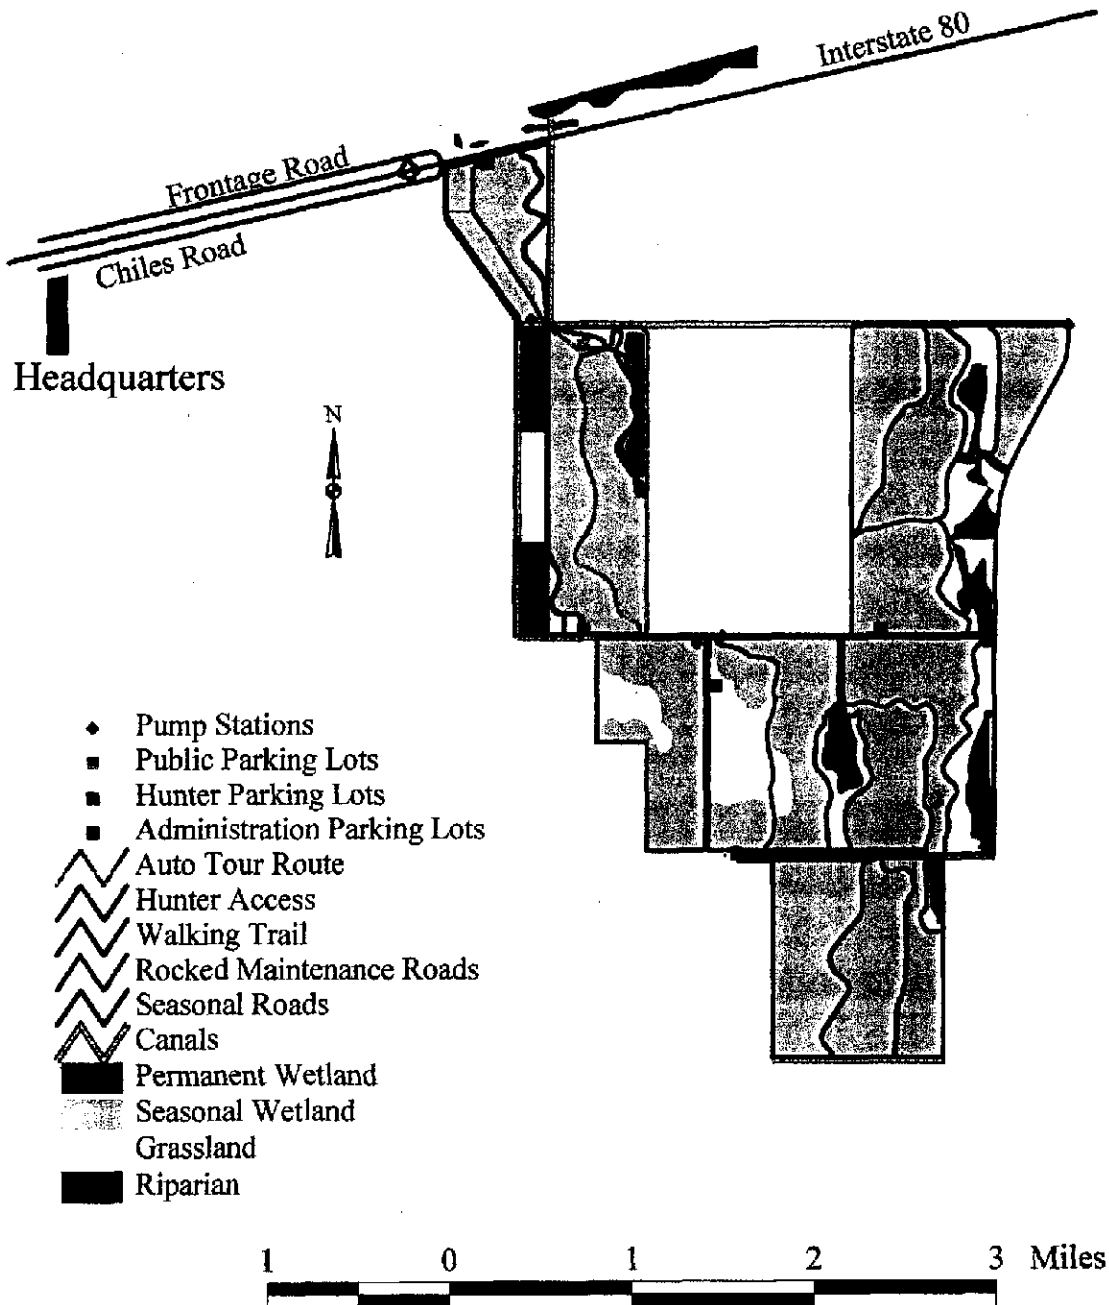 Interstate 80
Frontage Road
Chiles Road
Headquarters
N
Pump Stations
Public Parking Lots
Hunter Parking Lots
Administration Parking Lots
Auto Tour Route
Hunter Access
Walking Trail
Rocked Maintenance Roads
Seasonal Roads
Canals
Permanent Wetland
Seasonal Wetland
Grassland
Riparian
1 0 1 2 3 Miles